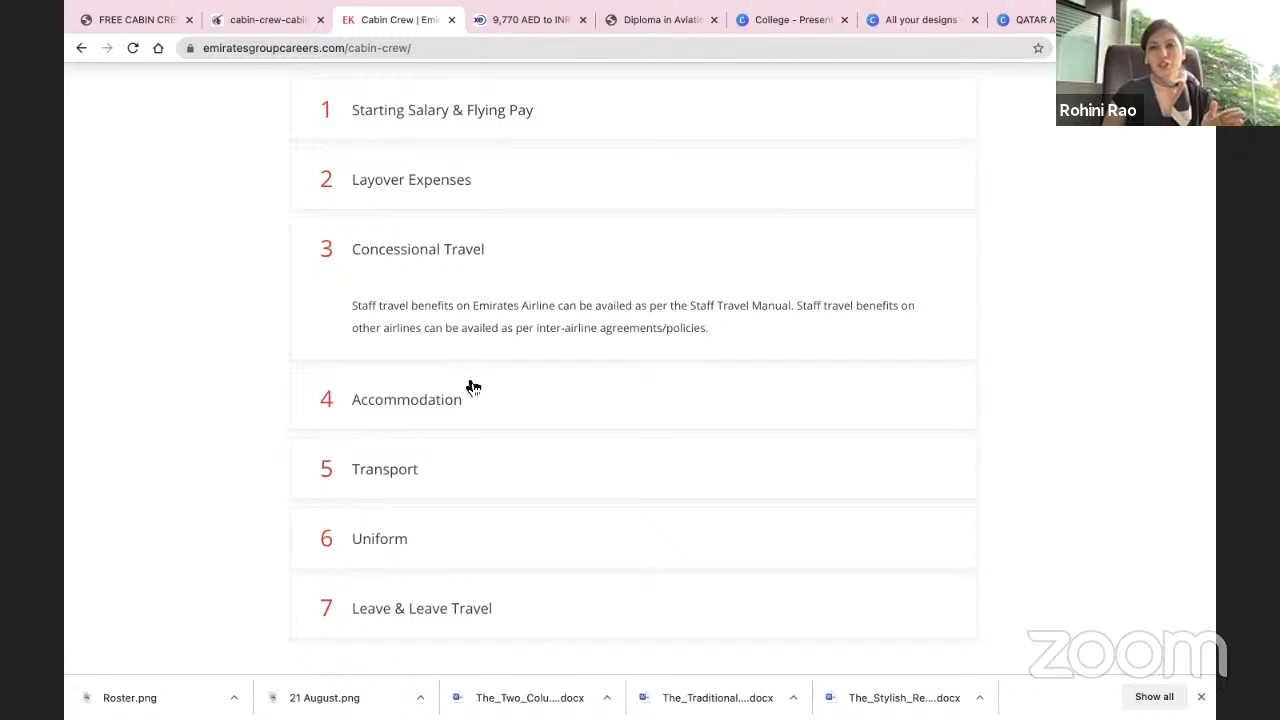 FREE CABIN CRE
cabin-crew-cabi
EK Cabin Crew | Emi
9,770 AED to INR
Diploma in Aviatic
College - Present
All your designs -
QATAR A
emiratesgroupcareers.com/cabin-crew/
Rohini Rao
1 Starting Salary & Flying Pay
2 Layover Expenses
3 Concessional Travel
Staff travel benefits on Emirates Airline can be availed as per the Staff Travel Manual. Staff travel benefits on
other airlines can be availed as per inter-airline agreements/policies.
4 Accommodation
5 Transport
6 Uniform
7 Leave & Leave Travel
zoom
Roster.png
21 August.png
The_Two_Colu....docx
The_Traditional....docx
The_Stylish_Re....docx
Show all